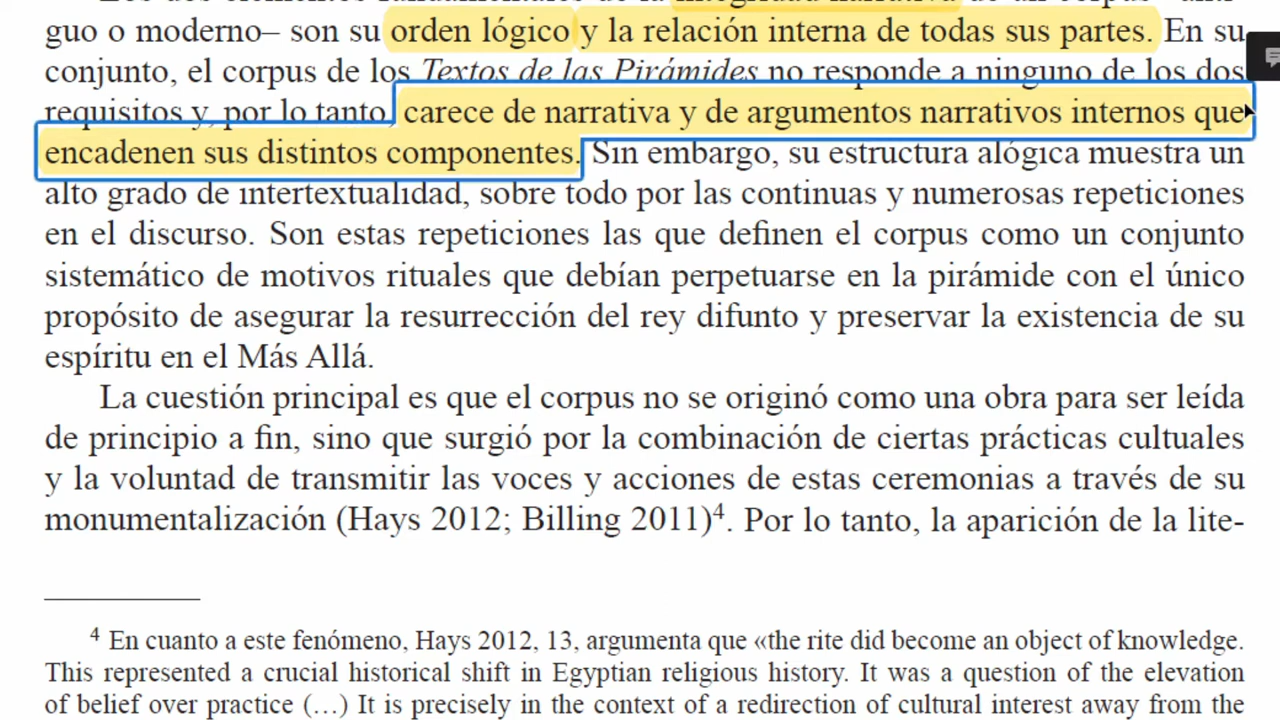 guo o moderno– son su orden lógico y la relación interna de todas sus partes. En su
conjunto, el corpus de los Textos de las Pirámides no responde a ninguno de los dos
requisitos y, por lo tanto, carece de narrativa y de argumentos narrativos internos que
encadenen sus distintos componentes. Sin embargo, su estructura alógica muestra un
alto grado de intertextualidad, sobre todo por las continuas y numerosas repeticiones
en el discurso. Son estas repeticiones las que definen el corpus como un conjunto
sistemático de motivos rituales que debían perpetuarse en la pirámide con el único
propósito de asegurar la resurrección del rey difunto y preservar la existencia de su
espíritu en el Más Allá.
La cuestión principal es que el corpus no se originó como una obra para ser leída
de principio a fin, sino que surgió por la combinación de ciertas prácticas cultuales
y la voluntad de transmitir las voces y acciones de estas ceremonias a través de su
monumentalización (Hays 2012; Billing 2011)⁴. Por lo tanto, la aparición de la lite-
⁴ En cuanto a este fenómeno, Hays 2012, 13, argumenta que «the rite did become an object of knowledge.
This represented a crucial historical shift in Egyptian religious history. It was a question of the elevation
of belief over practice (…) It is precisely in the context of a redirection of cultural interest away from the